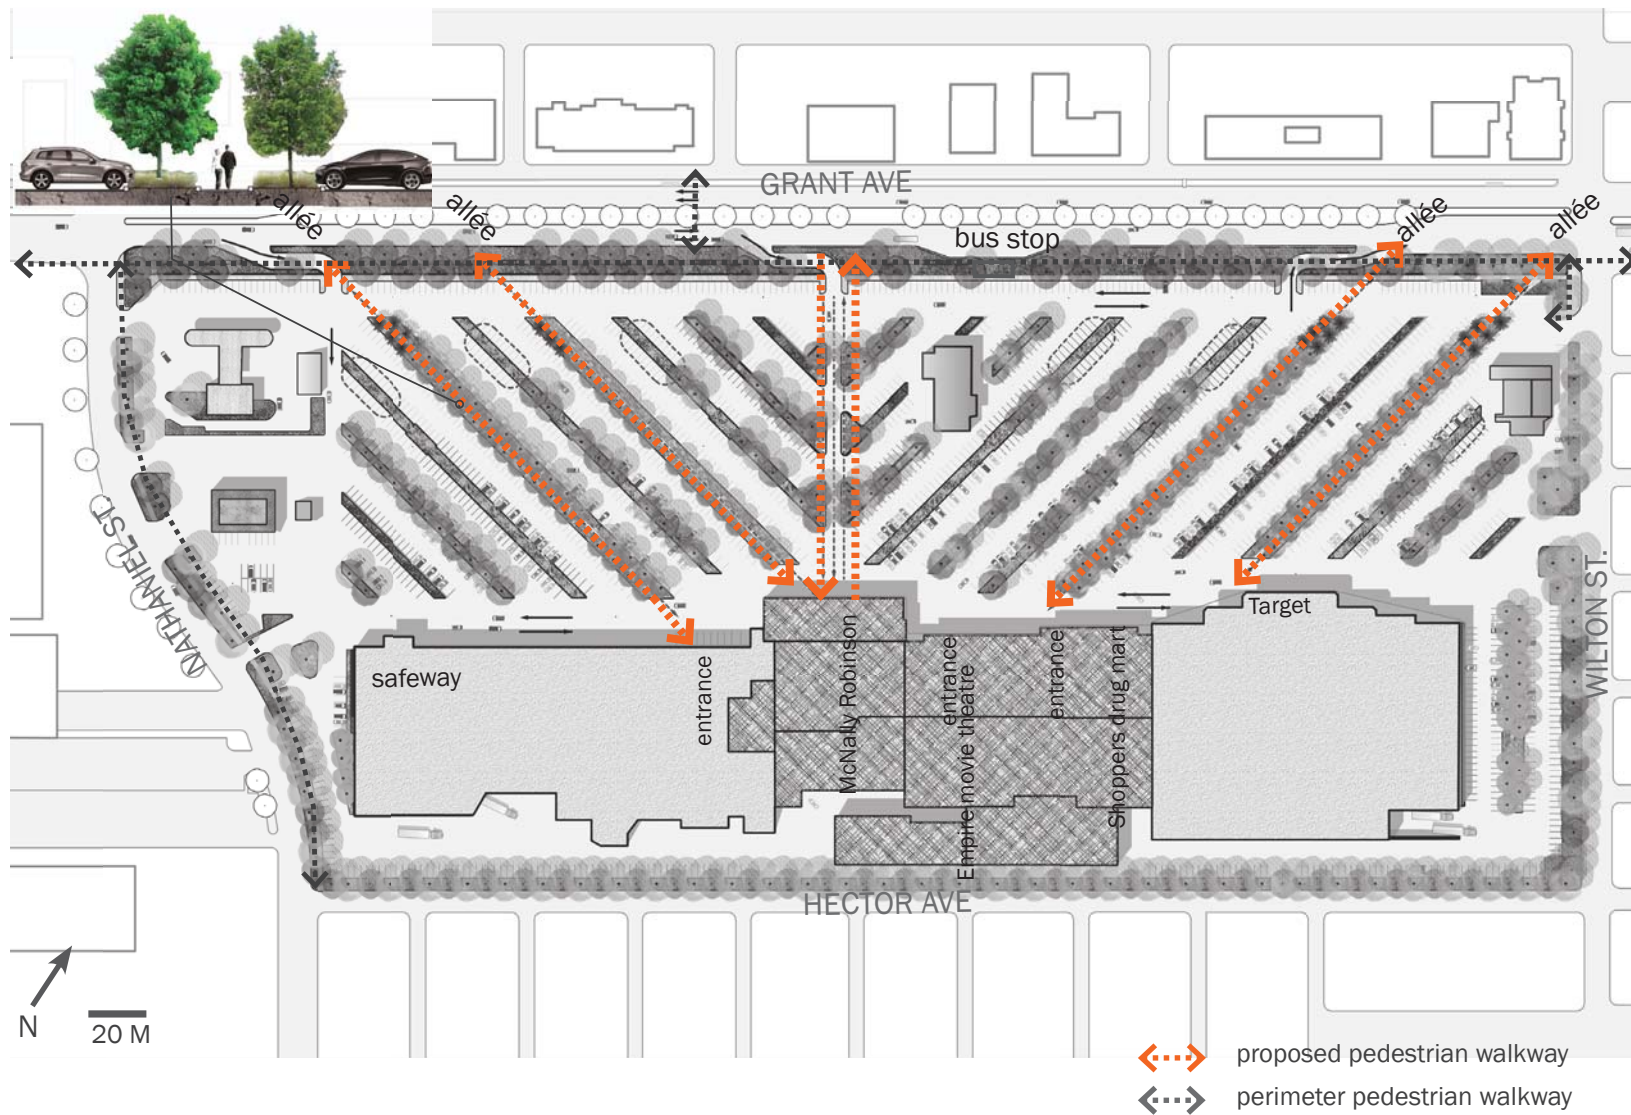 GRANT AVE
allée
allée
allée
allée
bus stop
NATHANIEL ST.
WILTON ST.
Target
safeway
entrance
McNally Robinson
entrance
Empire movie theatre
entrance
Shoppers drug mart
HECTOR AVE
N
20 M
proposed pedestrian walkway
perimeter pedestrian walkway